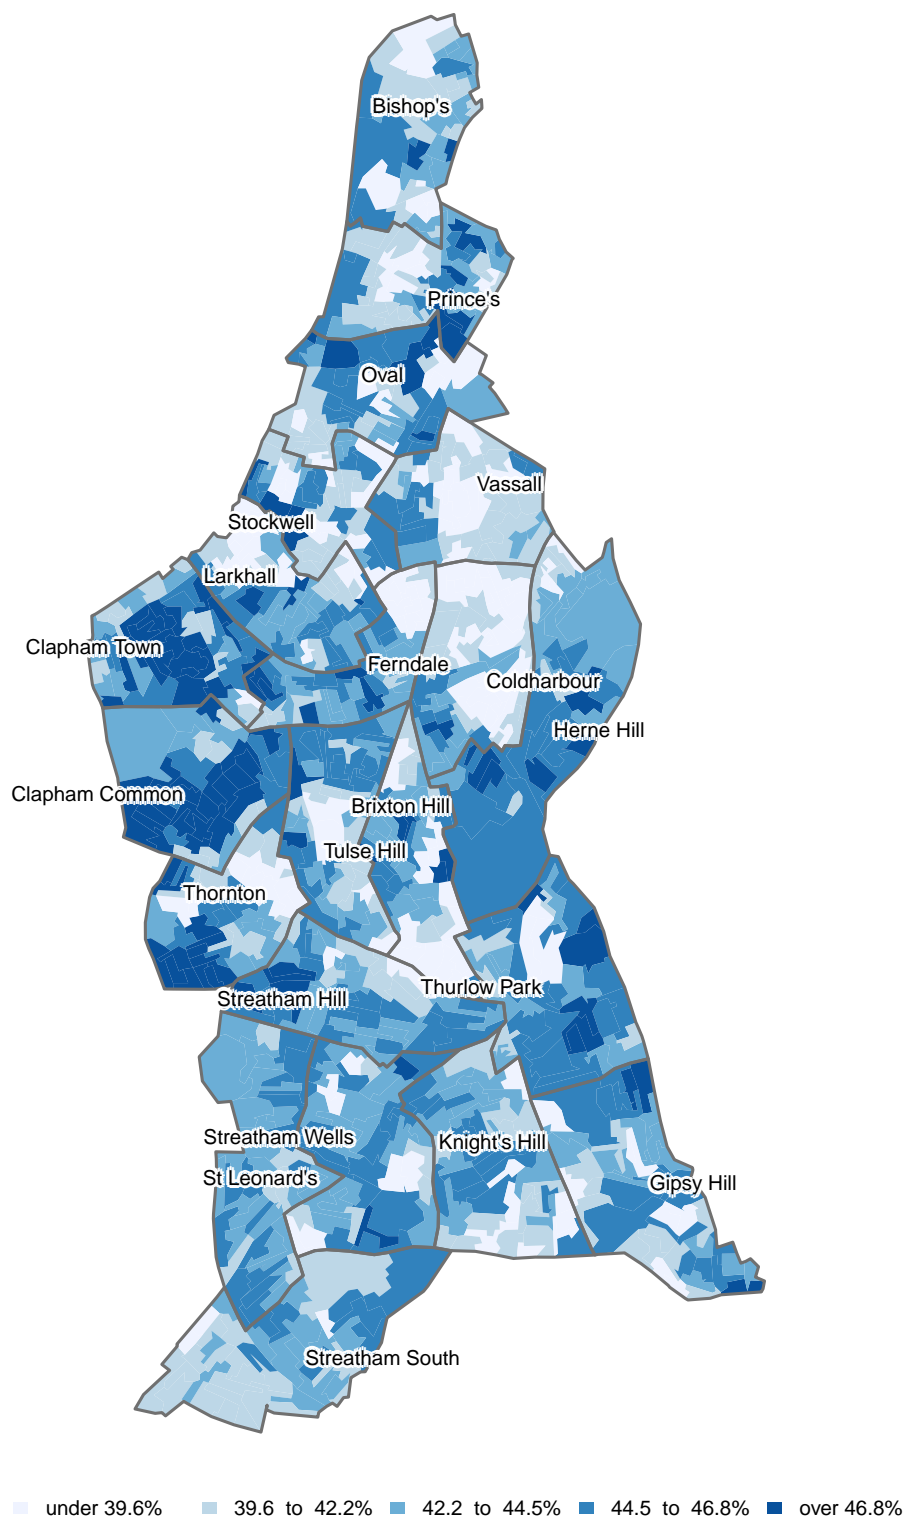 Bishop's
Prince's
Oval
Vassall
Stockwell
Larkhall
Clapham Town
Ferndale
Coldharbour
Herne Hill
Clapham Common
Brixton Hill
Tulse Hill
Thornton
Thurlow Park
Streatham Hill
Streatham Wells
Knight's Hill
St Leonard's
Gipsy Hill
Streatham South
under 39.6% 39.6 to 42.2% 42.2 to 44.5% 44.5 to 46.8% over 46.8%